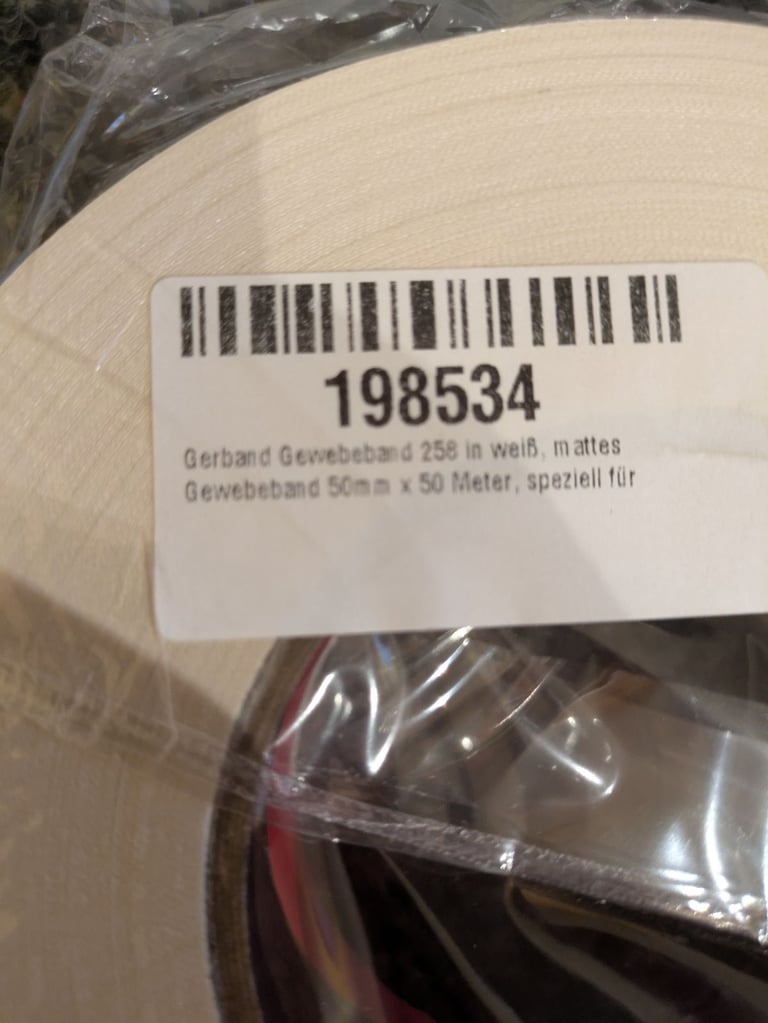 198534
Gerband Gewebeband 258 in weiß, mattes
Gewebeband 50mm x 50 Meter, speziell für